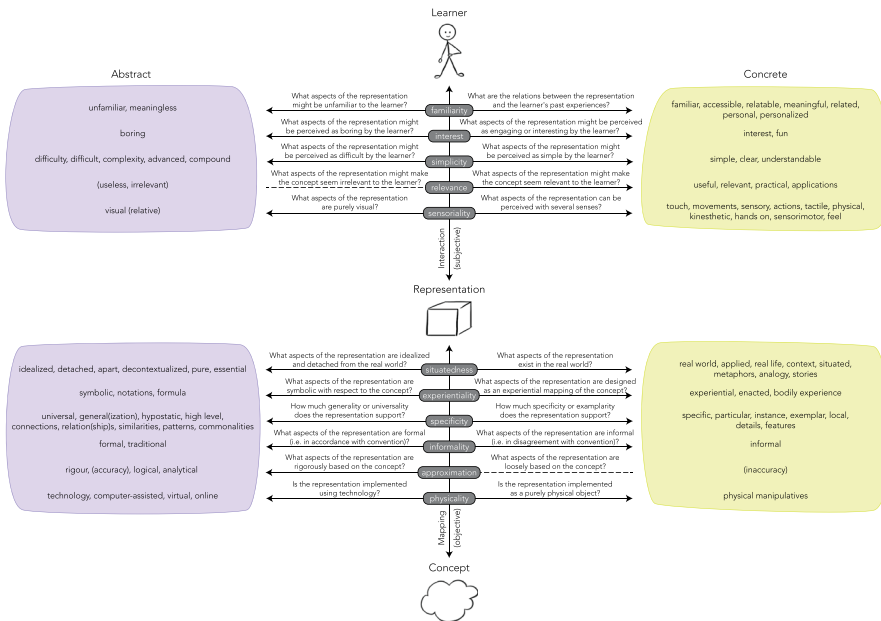 Learner
Abstract
Concrete
What aspects of the representation
might be unfamiliar to the learner?
What are the relations between the representation
and the learner's past experiences?
unfamiliar, meaningless
familiarity
familiar, accessible, relatable, meaningful, related,
personal, personalized
What aspects of the representation might
be perceived as boring by the learner?
What aspects of the representation might be perceived
as engaging or interesting by the learner?
boring
interest
interest, fun
What aspects of the representation might
be perceived as difficult by the learner?
What aspects of the representation might
be perceived as simple by the learner?
difficulty, difficult, complexity, advanced, compound
simplicity
simple, clear, understandable
What aspects of the representation might make
the concept seem irrelevant to the learner?
What aspects of the representation might make
the concept seem relevant to the learner?
(useless, irrelevant)
relevance
useful, relevant, practical, applications
What aspects of the representation
are purely visual?
What aspects of the representation can be
perceived with several senses?
visual (relative)
sensoriality
touch, movements, sensory, actions, tactile, physical,
kinesthetic, hands on, sensorimotor, feel
Interaction
(subjective)
Representation
What aspects of the representation are idealized
and detached from the real world?
What aspects of the representation
exist in the real world?
idealized, detached, apart, decontextualized, pure, essential
situatedness
real world, applied, real life, context, situated,
metaphors, analogy, stories
What aspects of the representation are
symbolic with respect to the concept?
What aspects of the representation are designed
as an experiential mapping of the concept?
symbolic, notations, formula
experientiality
experiential, enacted, bodily experience
How much generality or universality
does the representation support?
How much specificity or examplarity
does the representation support?
universal, general(ization), hypostatic, high level,
connections, relation(ship)s, similarities, patterns, commonalities
specificity
specific, particular, instance, exemplar, local,
details, features
What aspects of the representation are formal
(i.e. in accordance with convention)?
What aspects of the representation are informal
(i.e. in disagreement with convention)?
formal, traditional
informality
informal
What aspects of the representation are
rigorously based on the concept?
What aspects of the representation are
loosely based on the concept?
rigour, (accuracy), logical, analytical
approximation
(inaccuracy)
Is the representation implemented
using technology?
Is the representation implemented
as a purely physical object?
technology, computer-assisted, virtual, online
physicality
physical manipulatives
Mapping
(objective)
Concept